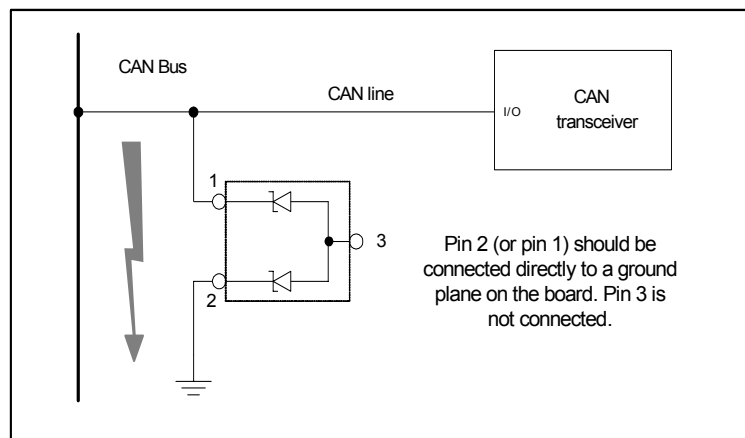 CAN Bus
CAN line
I/O
CAN
transceiver
1
3
2
Pin 2 (or pin 1) should be
connected directly to a ground
plane on the board. Pin 3 is
not connected.